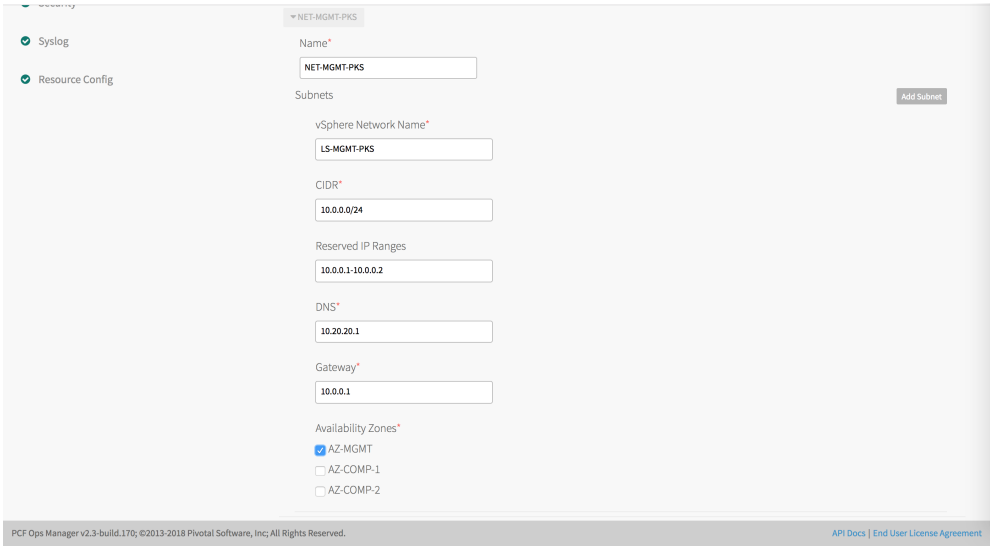 Security
Syslog
Resource Config
NET-MGMT-PKS
Name*
NET-MGMT-PKS
Subnets
Add Subnet
vSphere Network Name*
LS-MGMT-PKS
CIDR*
10.0.0.0/24
Reserved IP Ranges
10.0.0.1-10.0.0.2
DNS*
10.20.20.1
Gateway*
10.0.0.1
Availability Zones*
AZ-MGMT
AZ-COMP-1
AZ-COMP-2
PCF Ops Manager v2.3-build.170; ©2013-2018 Pivotal Software, Inc; All Rights Reserved.
API Docs | End User License Agreement